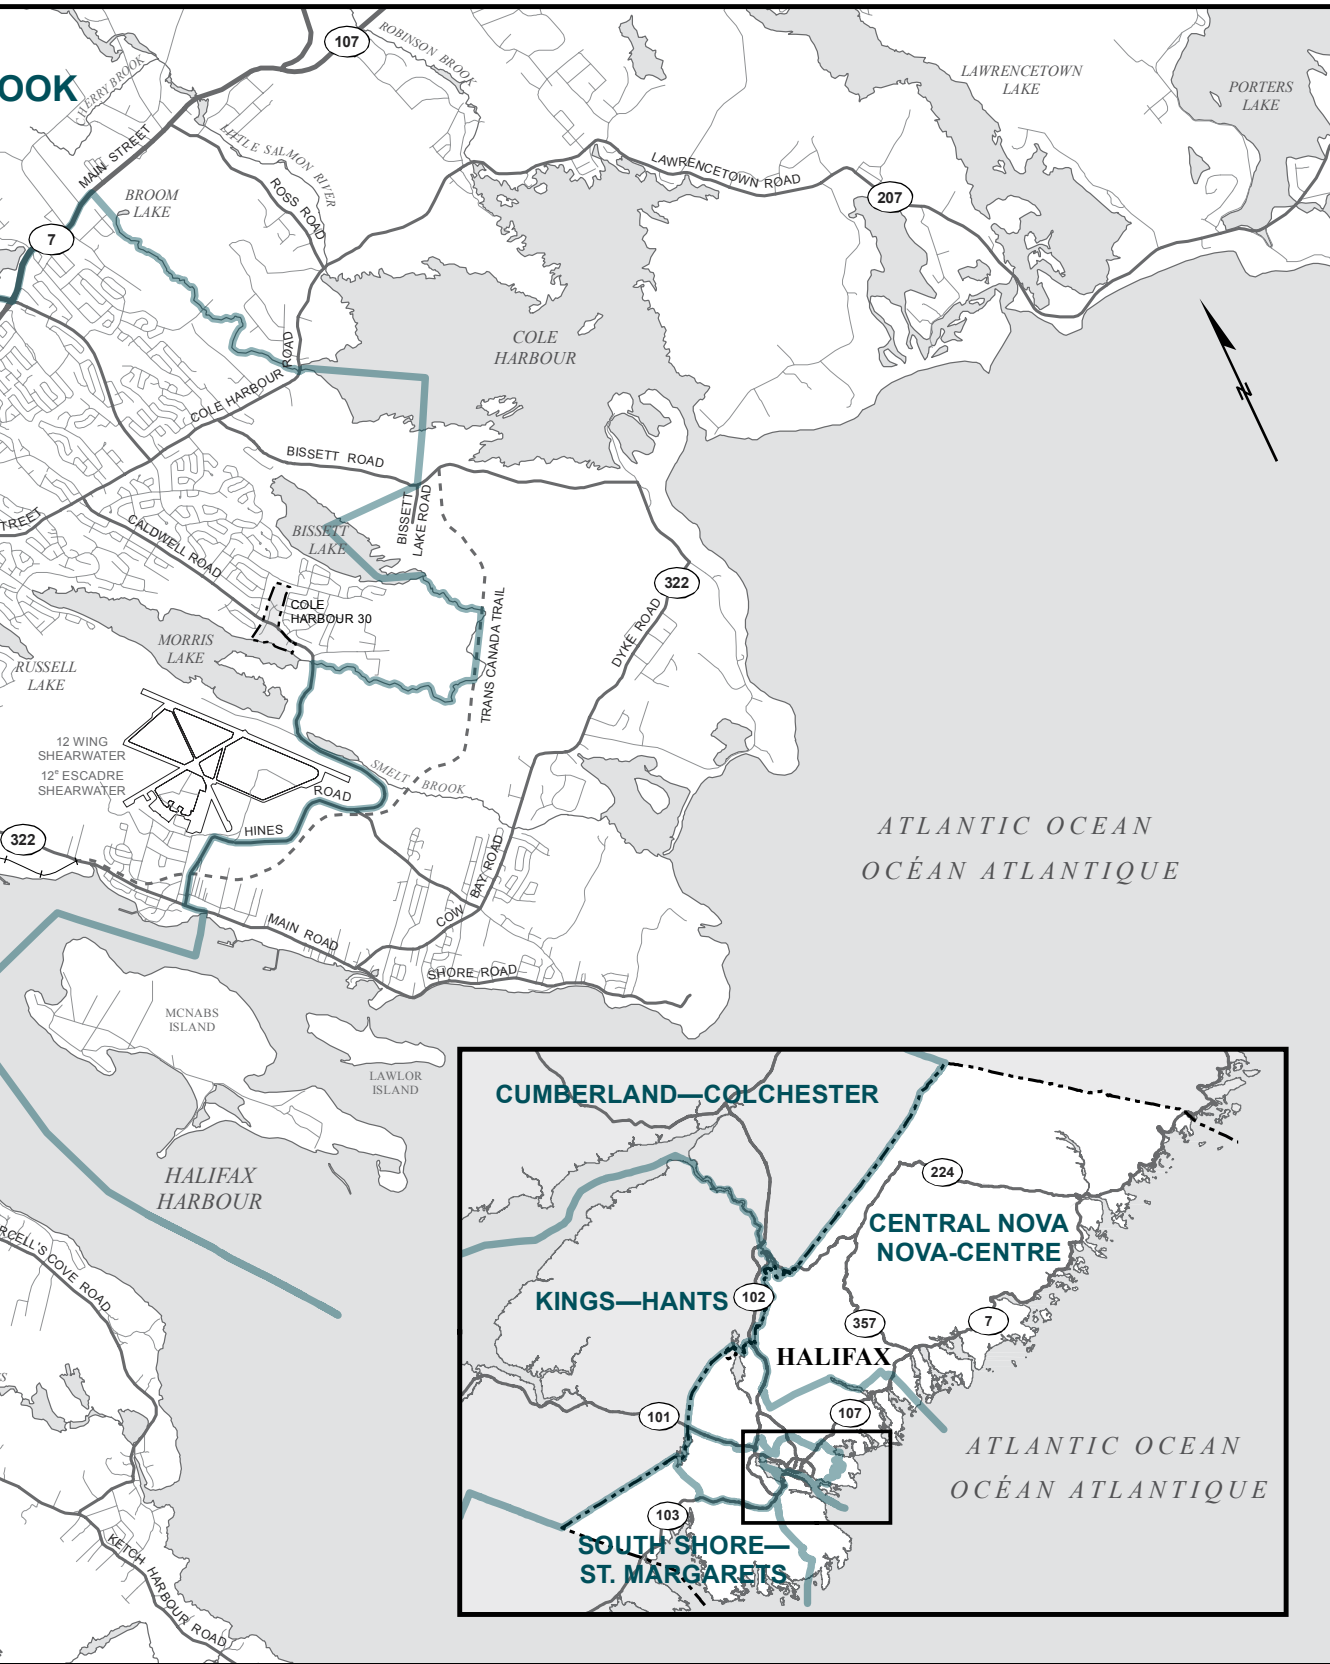 107
ROBINSON BROOK
LAWRENCETOWN
LAKE
PORTERS
LAKE
OOK
MAIN STREET
LITTLE SALMON RIVER
ROSS ROAD
BROOM
LAKE
LAWRENCETOWN ROAD
207
7
COLE
HARBOUR
COLE HARBOUR ROAD
BISSETT ROAD
BISSETT
LAKE ROAD
BISSETT
LAKE
TREET
CALDWELL ROAD
322
COLE
HARBOUR 30
DYKE ROAD
TRANS CANADA TRAIL
MORRIS
LAKE
RUSSELL
LAKE
12 WING
SHEARWATER
12e ESCADRE
SHEARWATER
SMELT BROOK
HINES ROAD
322
ATLANTIC OCEAN
OCÉAN ATLANTIQUE
COW BAY ROAD
MAIN ROAD
SHORE ROAD
MCNABS
ISLAND
LAWLOR
ISLAND
HALIFAX
HARBOUR
RCELL'S COVE ROAD
KETCH HARBOUR ROAD
N
CUMBERLAND—COLCHESTER
224
CENTRAL NOVA
NOVA-CENTRE
KINGS—HANTS
102
357
7
HALIFAX
101
107
103
SOUTH SHORE—
ST. MARGARETS
ATLANTIC OCEAN
OCÉAN ATLANTIQUE